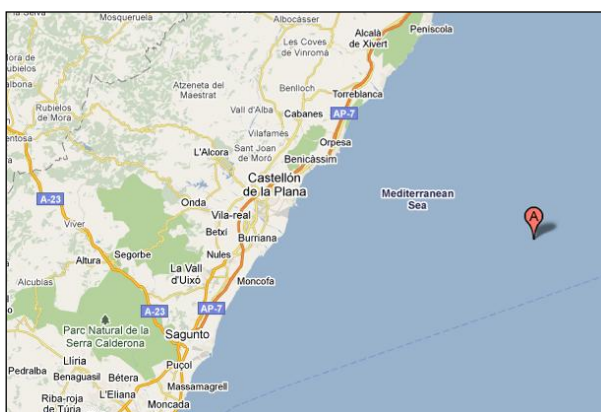 Albocàsser
Peníscola
Mosqueruela
Alcalà
de Xivert
Les Coves
de Vinromà
Atzeneta del
Maestrat
Benlloch
Torreblanca
Rubielos
de Mora
Vall d'Alba
Cabanes
AP-7
Vilafamés
Sant Joan
de Moró
Orpesa
L'Alcora
Benicàssim
Castellón
de la Plana
Mediterranean
Sea
A-23
Onda
Vila-real
A
Viver
Betxí
Burriana
Segorbe
Nules
Altura
La Vall
d'Uixó
Moncofa
Alcublas
A-23
AP-7
Parc Natural de la
Serra Calderona
Sagunto
Llíria
Puçol
Pedralba
Benaguasil
Bétera
Massamagrell
L'Eliana
Riba-roja
de Túria
Moncada